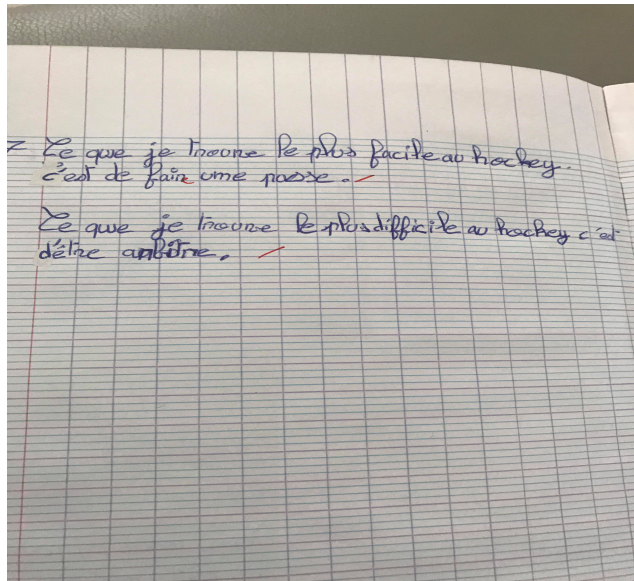 Ce que je trouve le plus facile au hockey.
c'est de faire une passe.
Ce que je trouve le plus difficile au hockey c'est
d'être arbitre.